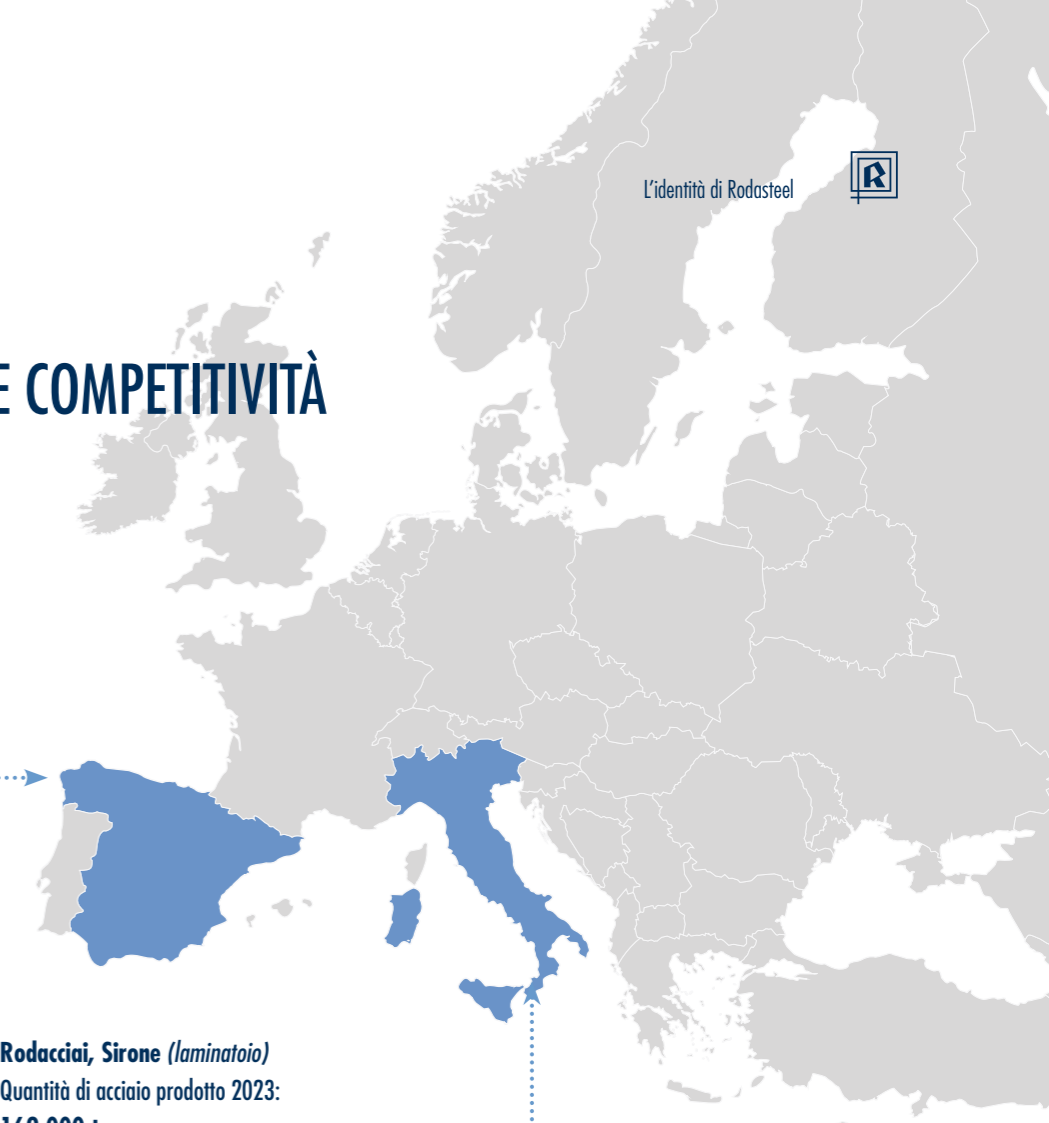 L'identità di Rodasteel
R
E COMPETITIVITÀ
Rodacciai, Sirone (laminatoio)
Quantità di acciaio prodotto 2023: